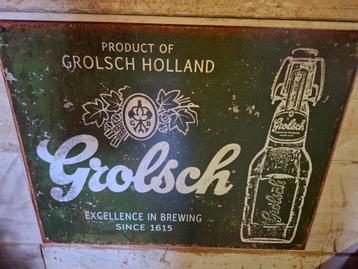 PRODUCT OF
GROLSCH HOLLAND
Grolsch
EXCELLENCE IN BREWING
SINCE 1615
Grolsch
Grolsch